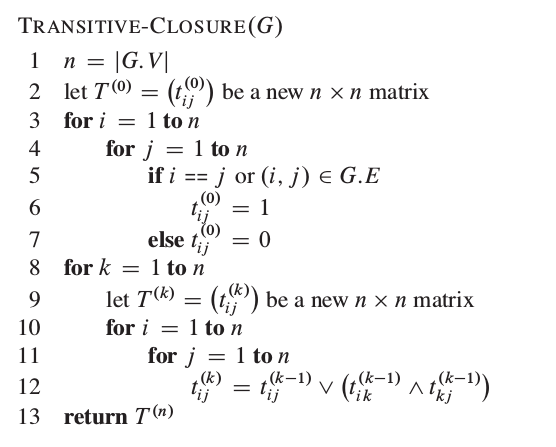 TRANSITIVE-CLOSURE(G)
1 n = |G.V|
2 let T^(0) = (t_ij^(0)) be a new n × n matrix
3 for i = 1 to n
4 for j = 1 to n
5 if i == j or (i, j) ∈ G.E
6 t_ij^(0) = 1
7 else t_ij^(0) = 0
8 for k = 1 to n
9 let T^(k) = (t_ij^(k)) be a new n × n matrix
10 for i = 1 to n
11 for j = 1 to n
12 t_ij^(k) = t_ij^(k−1) ∨ (t_ik^(k−1) ∧ t_kj^(k−1))
13 return T^(n)